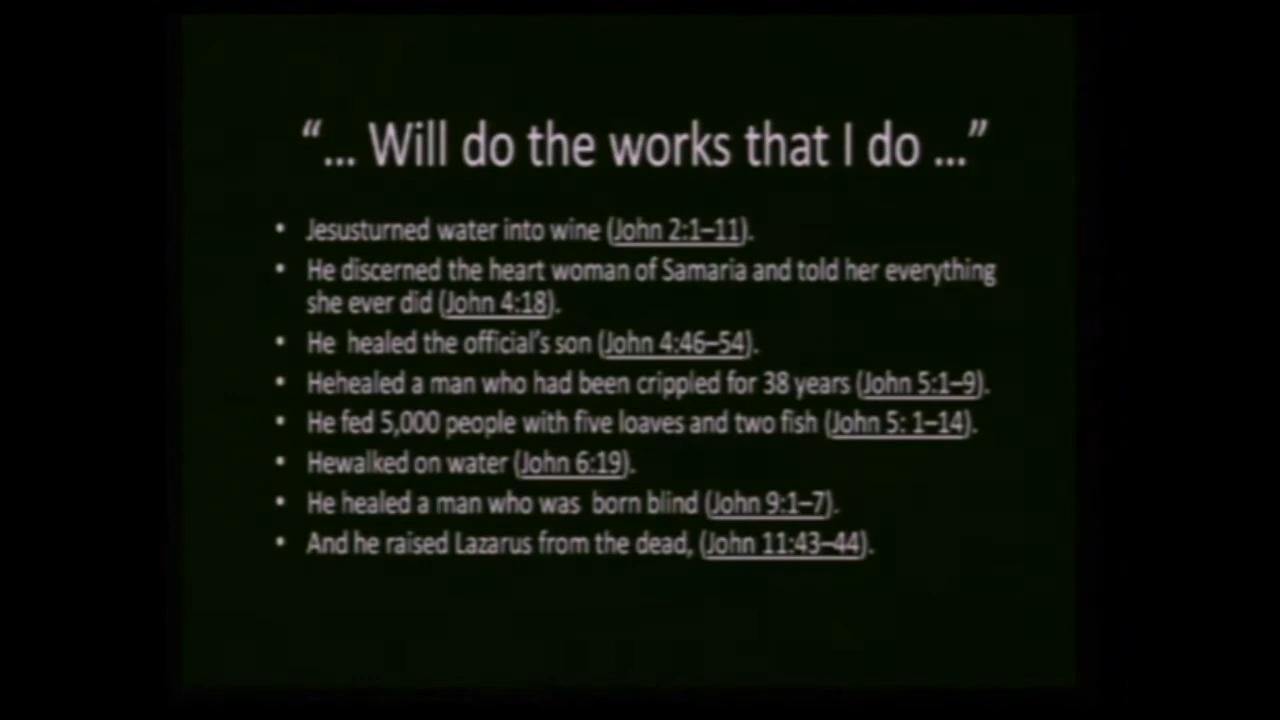 “... Will do the works that I do ...”
• Jesusturned water into wine (John 2:1–11).
• He discerned the heart woman of Samaria and told her everything
she ever did (John 4:18).
• He  healed the official’s son (John 4:46–54).
• Hehealed a man who had been crippled for 38 years (John 5:1–9).
• He fed 5,000 people with five loaves and two fish (John 5: 1–14).
• Hewalked on water (John 6:19).
• He healed a man who was  born blind (John 9:1–7).
• And he raised Lazarus from the dead, (John 11:43–44).